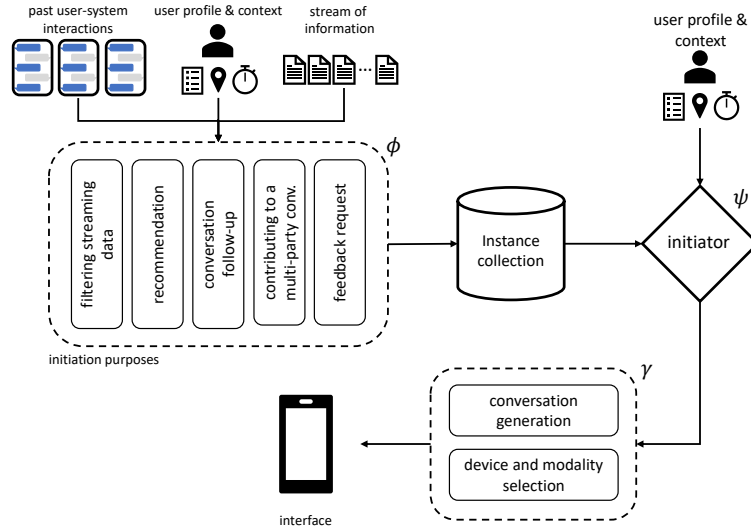 past user-system
interactions
user profile & context
stream of
information
...
user profile &
context
ϕ
filtering streaming
data
recommendation
conversation
follow-up
contributing to a
multi-party conv.
feedback request
initiation purposes
Instance
collection
ψ
initiator
γ
conversation
generation
device and modality
selection
interface